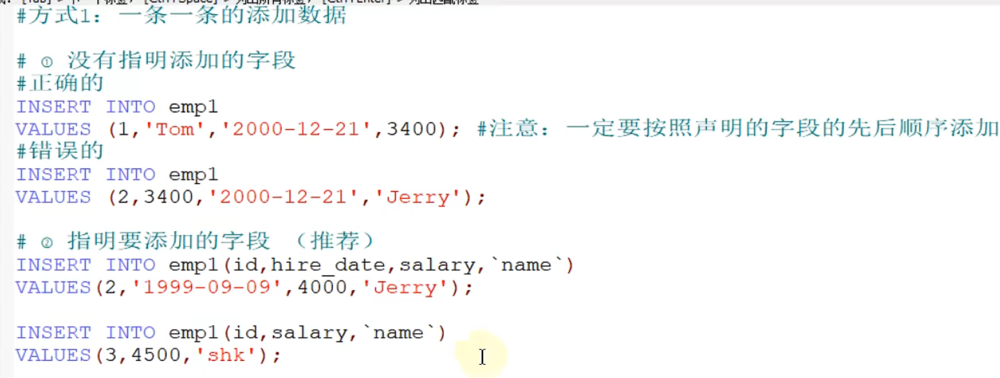 #方式1：一条一条的添加数据
# ① 没有指明添加的字段
#正确的
INSERT INTO emp1
VALUES (1,'Tom','2000-12-21',3400); #注意：一定要按照声明的字段的先后顺序添加
#错误的
INSERT INTO emp1
VALUES (2,3400,'2000-12-21','Jerry');
# ② 指明要添加的字段 （推荐）
INSERT INTO emp1(id,hire_date,salary,`name`)
VALUES(2,'1999-09-09',4000,'Jerry');
INSERT INTO emp1(id,salary,`name`)
VALUES(3,4500,'shk');